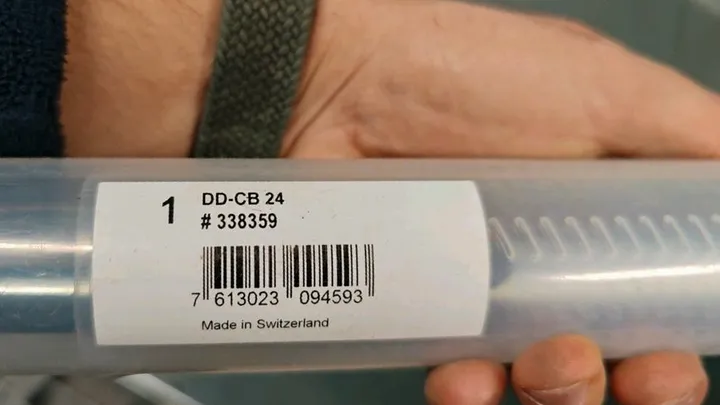 1
DD-CB 24
# 338359
7 613023 094593
Made in Switzerland